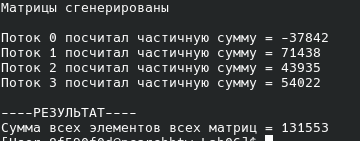 Матрицы сгенерированы
Поток 0 посчитал частичную сумму = -37842
Поток 1 посчитал частичную сумму = 71438
Поток 2 посчитал частичную сумму = 43935
Поток 3 посчитал частичную сумму = 54022
----РЕЗУЛЬТАТ----
Сумма всех элементов всех матриц = 131553